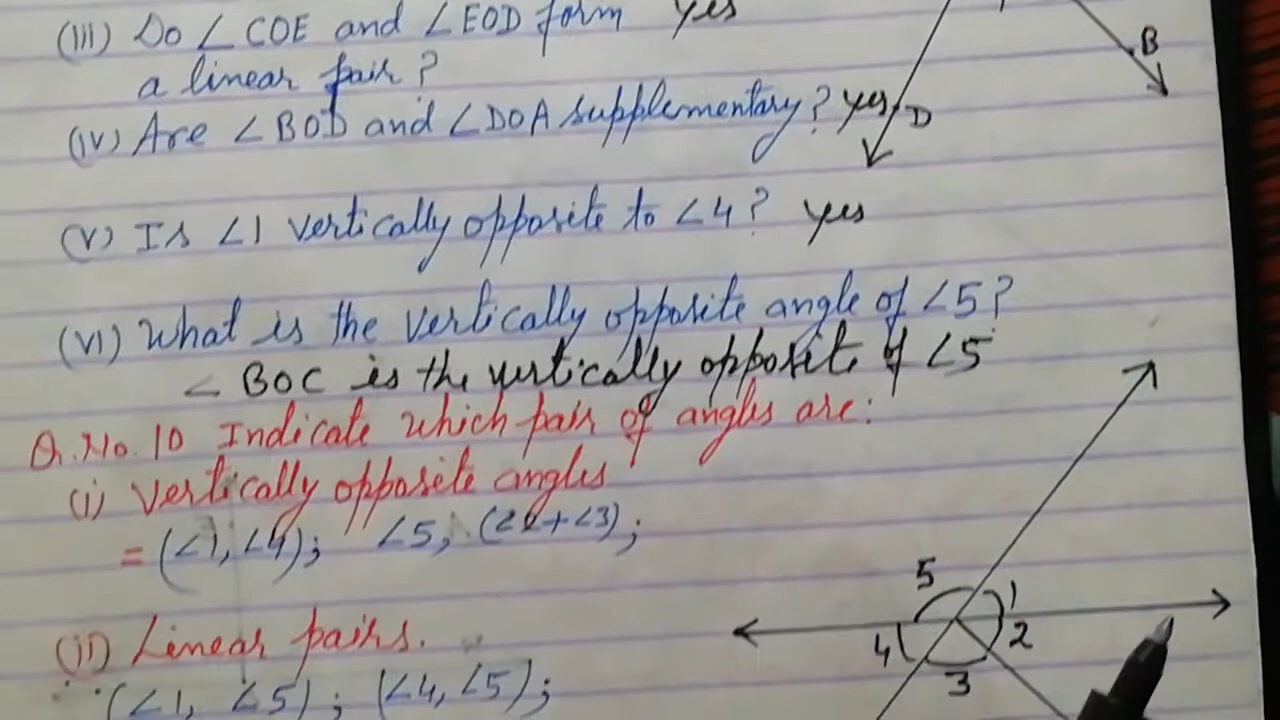 (iii) Do ∠COE and ∠EOD form yes
a linear pair?
(iv) Are ∠BOD and ∠DOA supplementary? yes
(v) Is ∠1 vertically opposite to ∠4? yes
(vi) What is the vertically opposite angle of ∠5?
∠BOC is the vertically opposite of ∠5
Q.No.10 Indicate which pair of angles are:
(i) Vertically opposite angles
= (∠1, ∠4); ∠5, (∠2+∠3);
(ii) Linear pairs.
(∠1, ∠5); (∠4, ∠5);
B
D
5
1
2
4
3